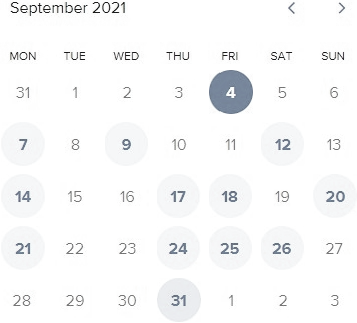 September 2021
MON TUE WED THU FRI SAT SUN
31 1 2 3 4 5 6
7 8 9 10 11 12 13
14 15 16 17 18 19 20
21 22 23 24 25 26 27
28 29 30 31 1 2 3